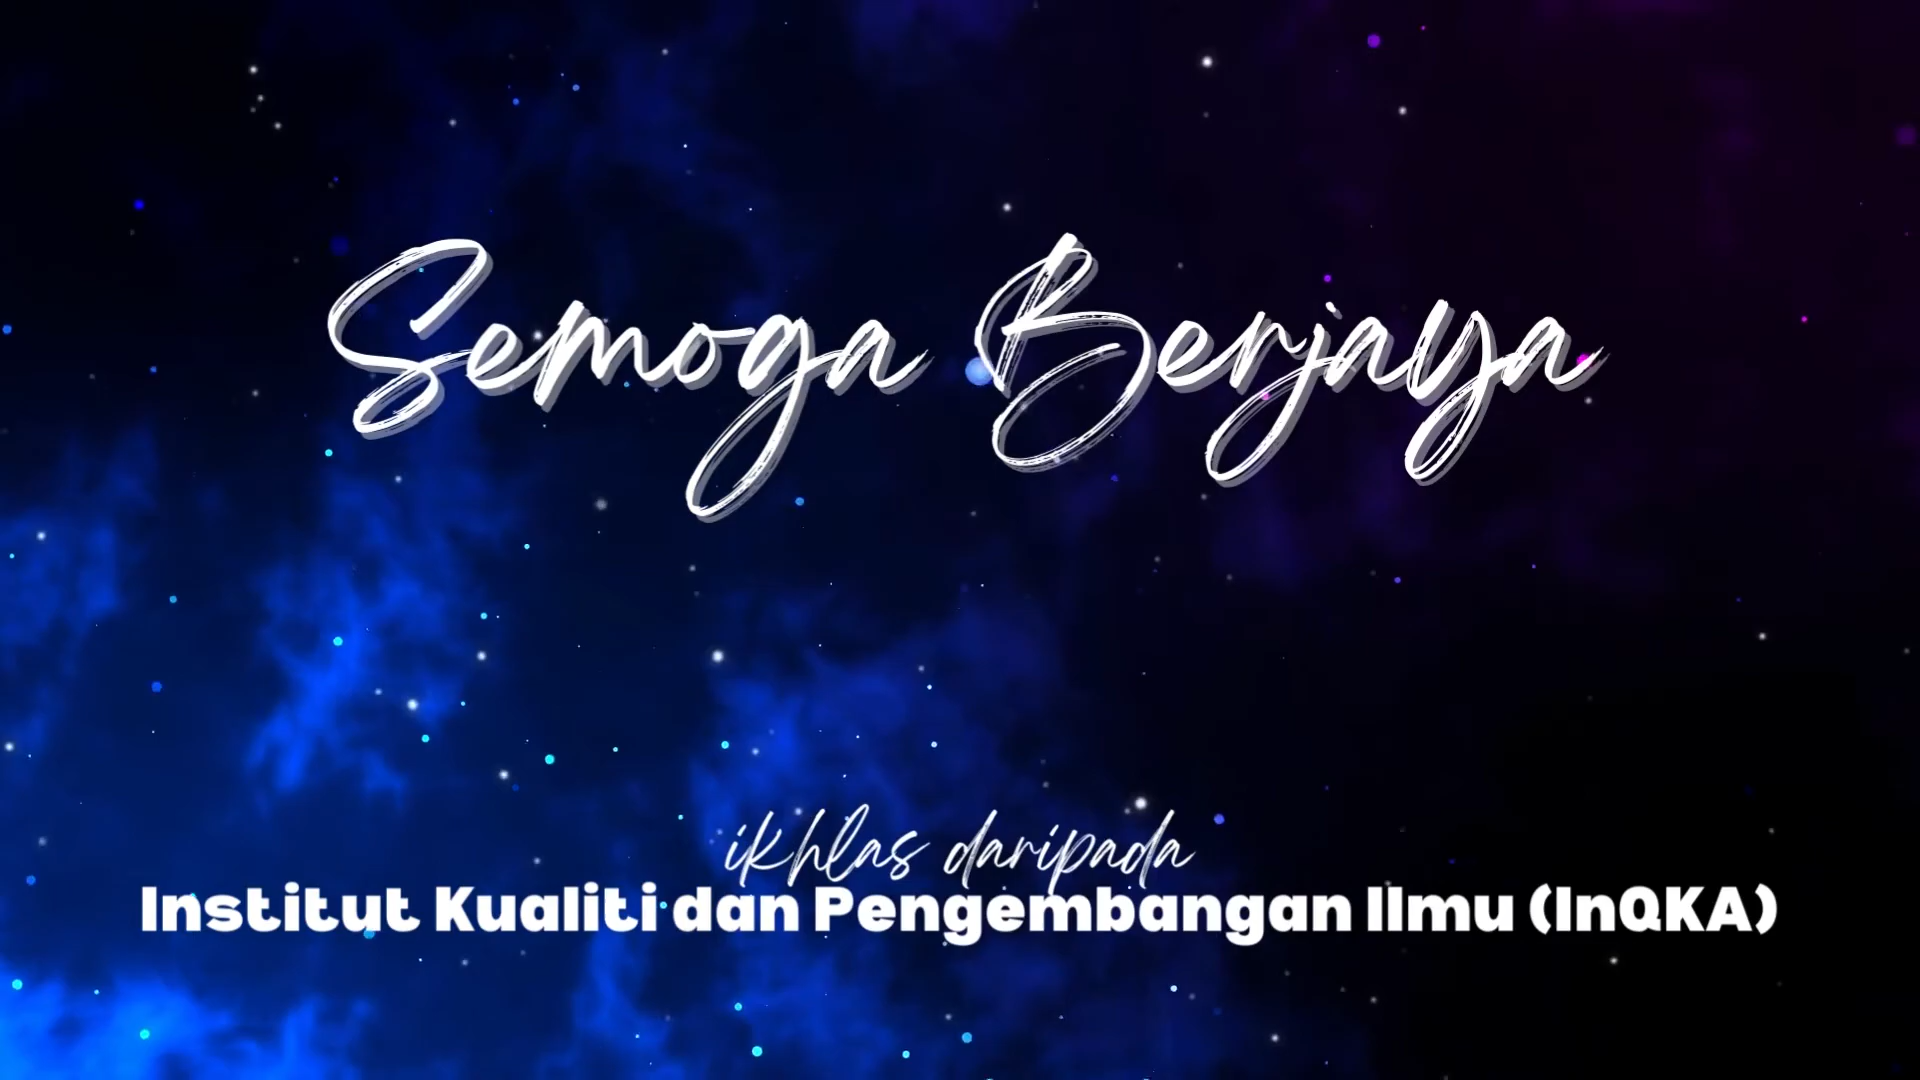 Semoga Berjaya
ikhlas daripada
Institut Kualiti dan Pengembangan Ilmu (InQKA)